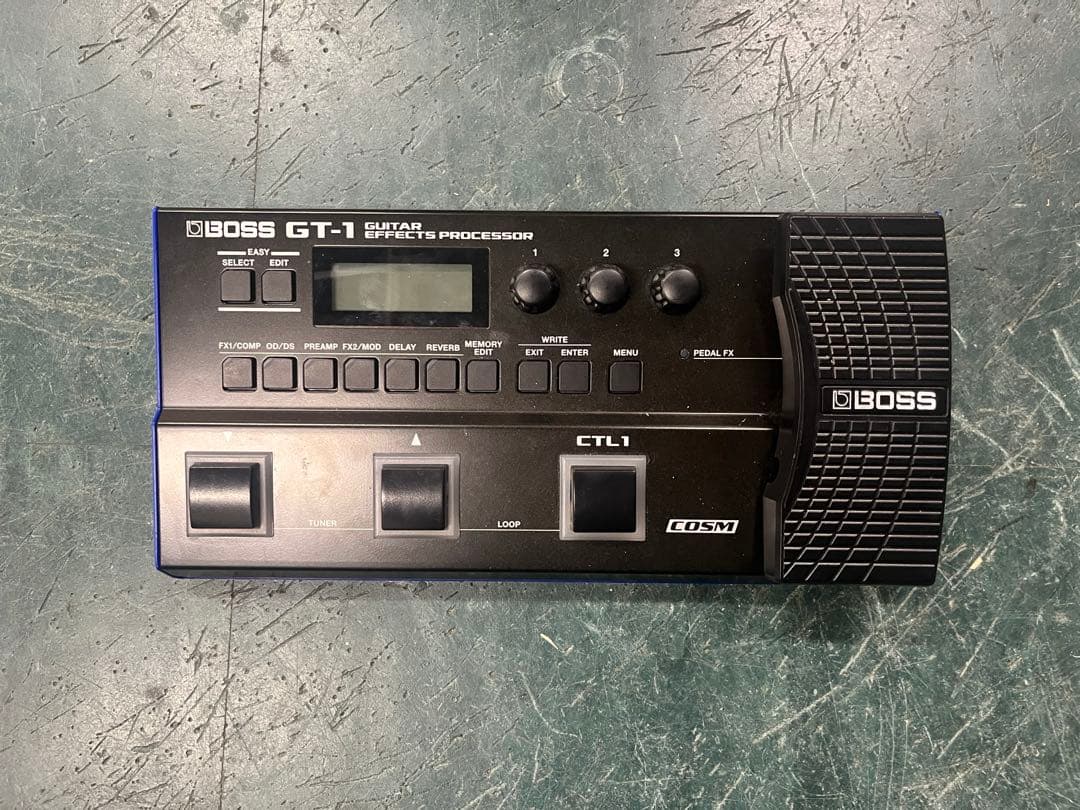 BOSS GT-1 GUITAR EFFECTS PROCESSOR
EASY
SELECT EDIT
1 2 3
FX1/COMP OD/DS PREAMP FX2/MOD DELAY REVERB MEMORY EDIT
WRITE
EXIT ENTER MENU
PEDAL FX
BOSS
CTL1
TUNER LOOP
COSM